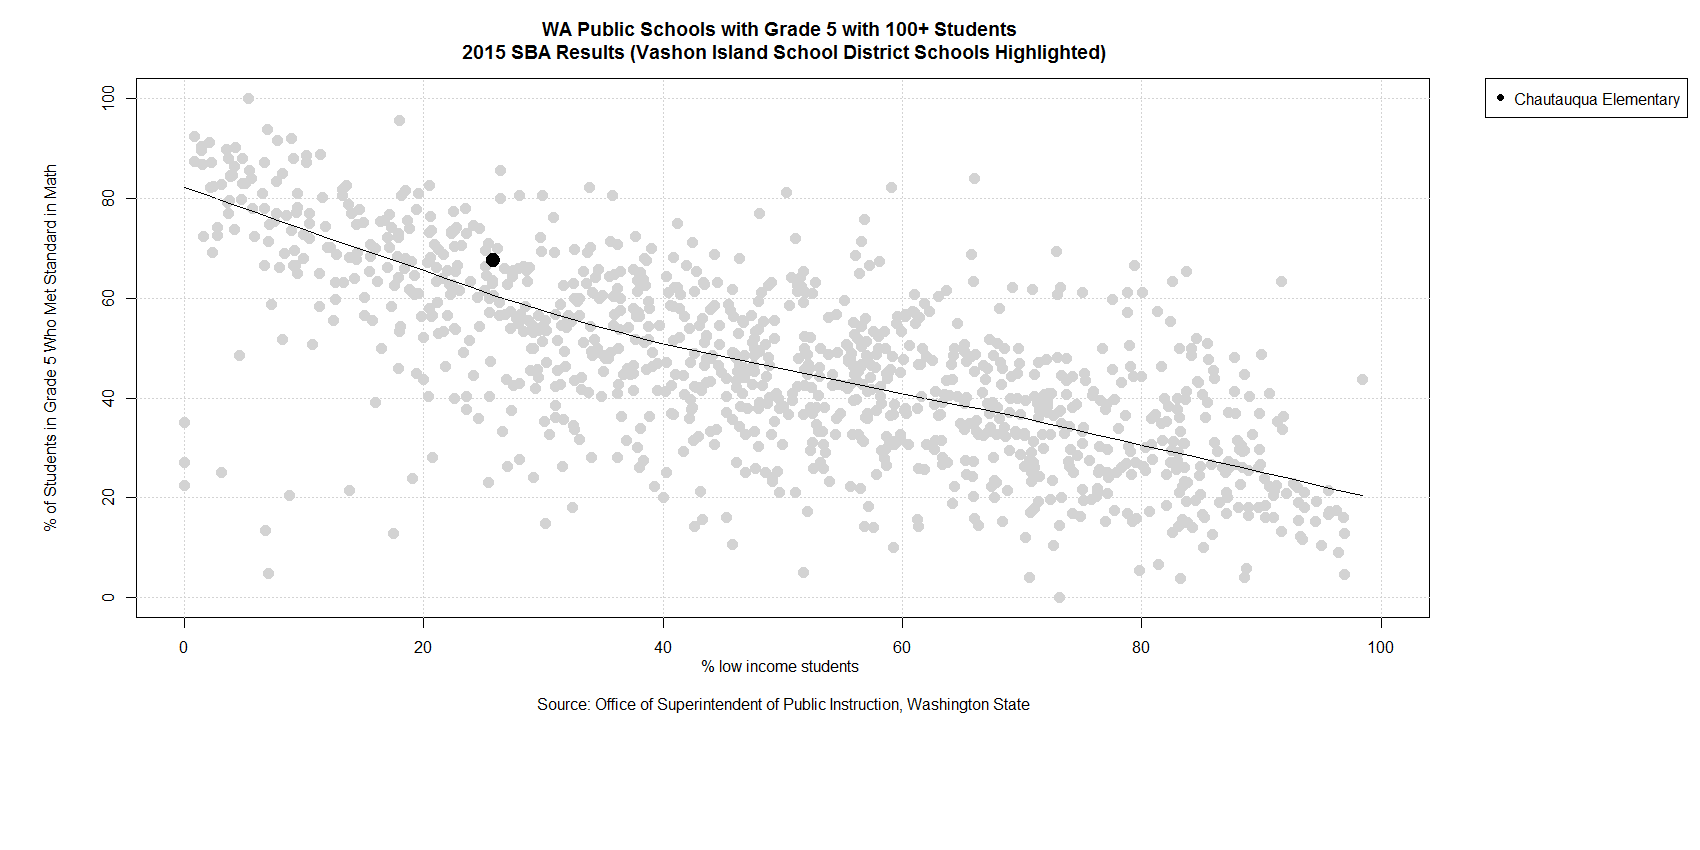 WA Public Schools with Grade 5 with 100+ Students
2015 SBA Results (Vashon Island School District Schools Highlighted)
Chautauqua Elementary
% of Students in Grade 5 Who Met Standard in Math
100
80
60
40
20
0
0 20 40 60 80 100
% low income students
Source: Office of Superintendent of Public Instruction, Washington State